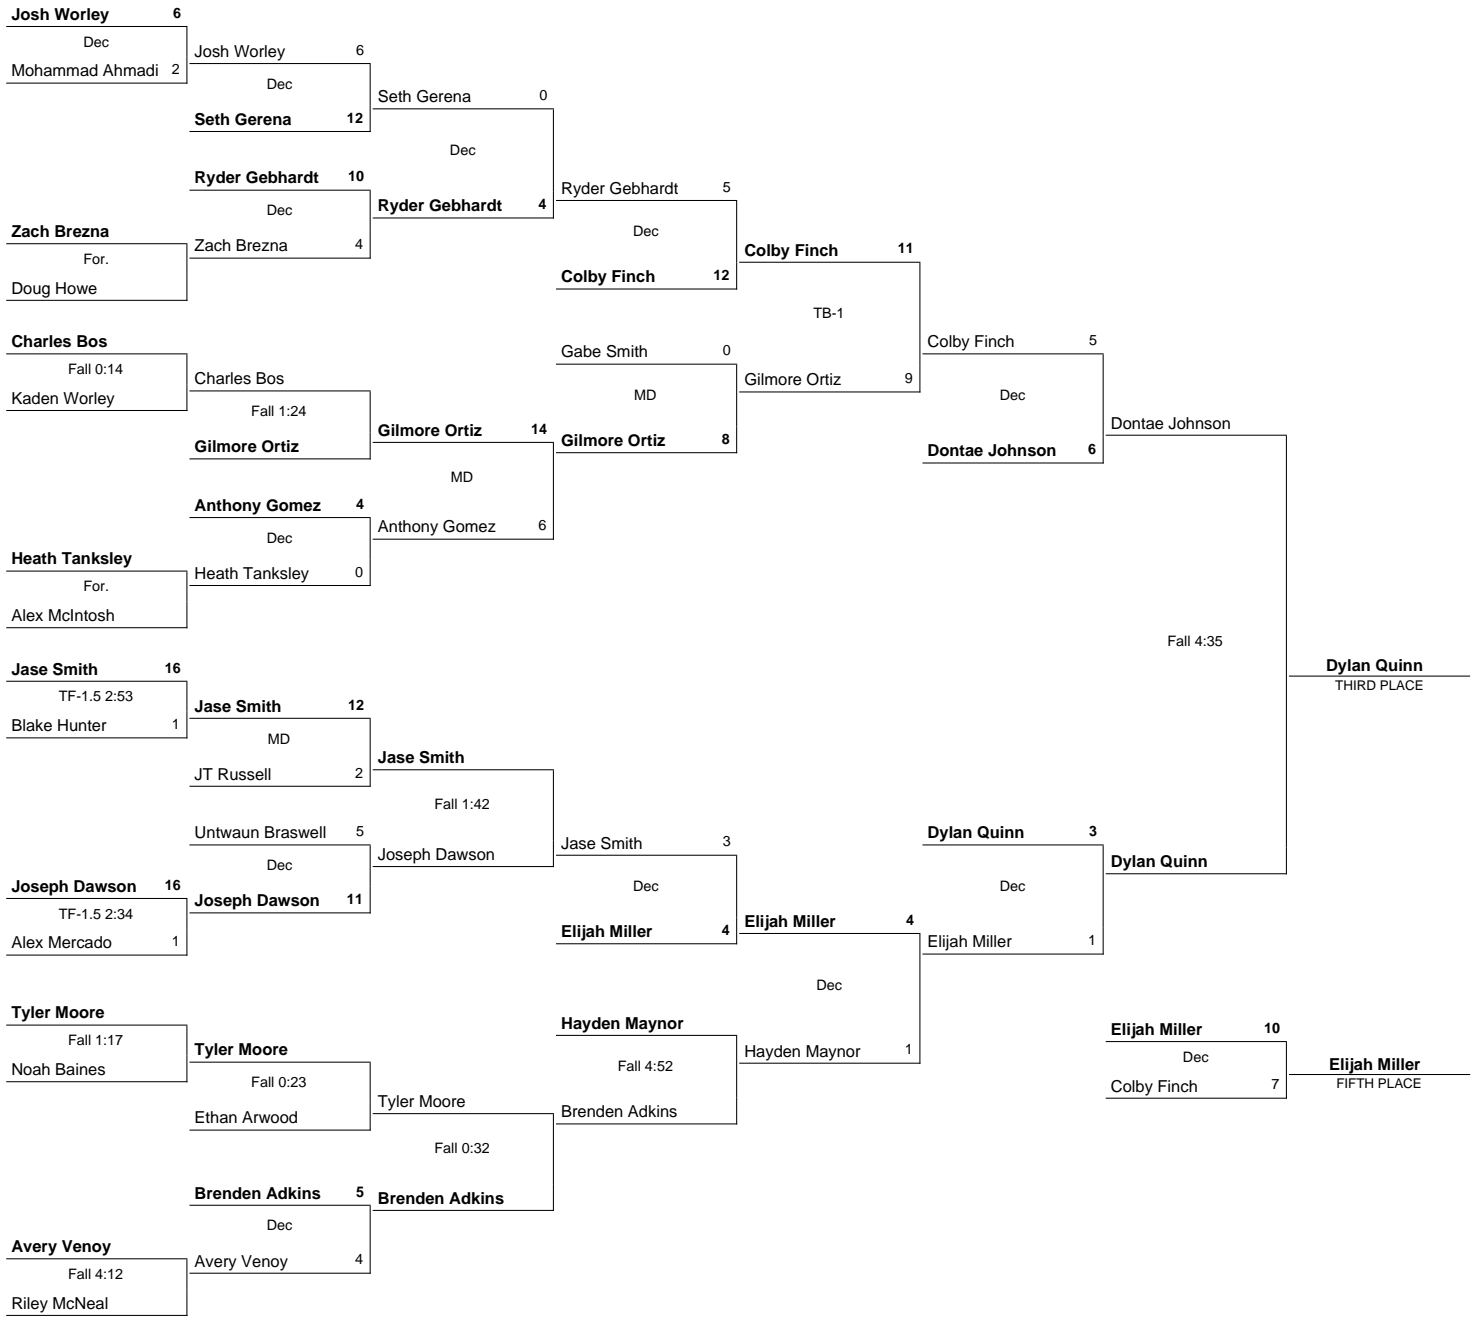 Josh Worley 6
Dec
Mohammad Ahmadi 2
Zach Brezna
For.
Doug Howe
Charles Bos
Fall 0:14
Kaden Worley
Heath Tanksley
For.
Alex McIntosh
Jase Smith 16
TF-1.5 2:53
Blake Hunter 1
Joseph Dawson 16
TF-1.5 2:34
Alex Mercado 1
Tyler Moore
Fall 1:17
Noah Baines
Avery Venoy
Fall 4:12
Riley McNeal
Josh Worley 6
Dec
Seth Gerena 12
Ryder Gebhardt 10
Dec
Zach Brezna 4
Charles Bos
Fall 1:24
Gilmore Ortiz
Anthony Gomez 4
Dec
Heath Tanksley 0
Jase Smith 12
MD
JT Russell 2
Untwaun Braswell 5
Dec
Joseph Dawson 11
Tyler Moore
Fall 0:23
Ethan Arwood
Brenden Adkins 5
Dec
Avery Venoy 4
Seth Gerena 0
Dec
Ryder Gebhardt 4
Gilmore Ortiz 14
MD
Anthony Gomez 6
Jase Smith
Fall 1:42
Joseph Dawson
Tyler Moore
Fall 0:32
Brenden Adkins
Ryder Gebhardt 5
Dec
Colby Finch 12
Gabe Smith 0
MD
Gilmore Ortiz 8
Jase Smith 3
Dec
Elijah Miller 4
Hayden Maynor
Fall 4:52
Brenden Adkins
Colby Finch 11
TB-1
Gilmore Ortiz 9
Elijah Miller 4
Dec
Hayden Maynor 1
Colby Finch 5
Dec
Dontae Johnson 6
Dylan Quinn 3
Dec
Elijah Miller 1
Dontae Johnson
Fall 4:35
Dylan Quinn
Dylan Quinn
THIRD PLACE
Elijah Miller 10
Dec
Colby Finch 7
Elijah Miller
FIFTH PLACE